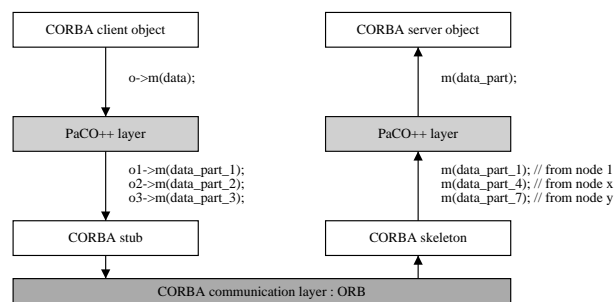 CORBA client object
CORBA server object
o->m(data);
m(data_part);
PaCO++ layer
PaCO++ layer
o1->m(data_part_1);
o2->m(data_part_2);
o3->m(data_part_3);
m(data_part_1); // from node 1
m(data_part_4); // from node x
m(data_part_7); // from node y
CORBA stub
CORBA skeleton
CORBA communication layer : ORB